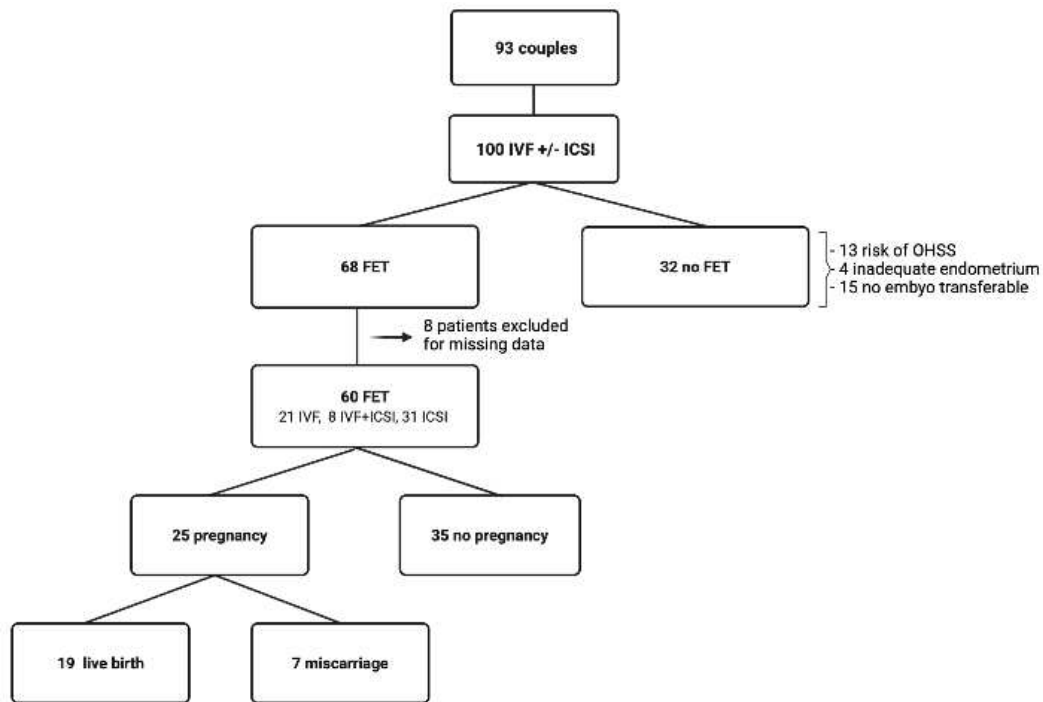 93 couples
100 IVF +/- ICSI
68 FET
32 no FET
- 13 risk of OHSS
- 4 inadequate endometrium
- 15 no embyo transferable
8 patients excluded
for missing data
60 FET
21 IVF, 8 IVF+ICSI, 31 ICSI
25 pregnancy
35 no pregnancy
19 live birth
7 miscarriage